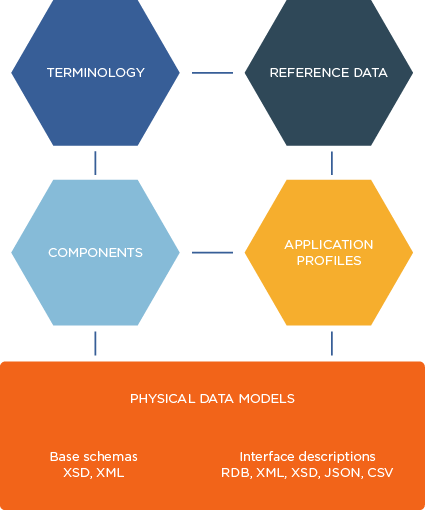 TERMINOLOGY
REFERENCE DATA
COMPONENTS
APPLICATION
PROFILES
PHYSICAL DATA MODELS
Base schemas
XSD, XML
Interface descriptions
RDB, XML, XSD, JSON, CSV